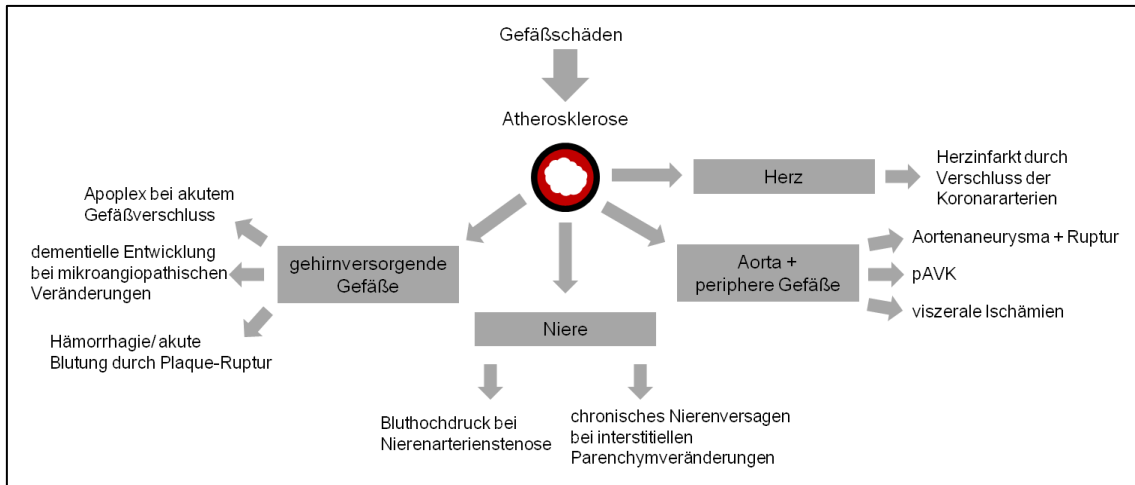 Gefäßschäden
Atherosklerose
Herz
Herzinfarkt durch
Verschluss der
Koronararterien
Apoplex bei akutem
Gefäßverschluss
dementielle Entwicklung
bei mikroangiopathischen
Veränderungen
Hämorrhagie/ akute
Blutung durch Plaque-Ruptur
gehirnversorgende
Gefäße
Aorta +
periphere Gefäße
Aortenaneurysma + Ruptur
pAVK
viszerale Ischämien
Niere
Bluthochdruck bei
Nierenarterienstenose
chronisches Nierenversagen
bei interstitiellen
Parenchymveränderungen